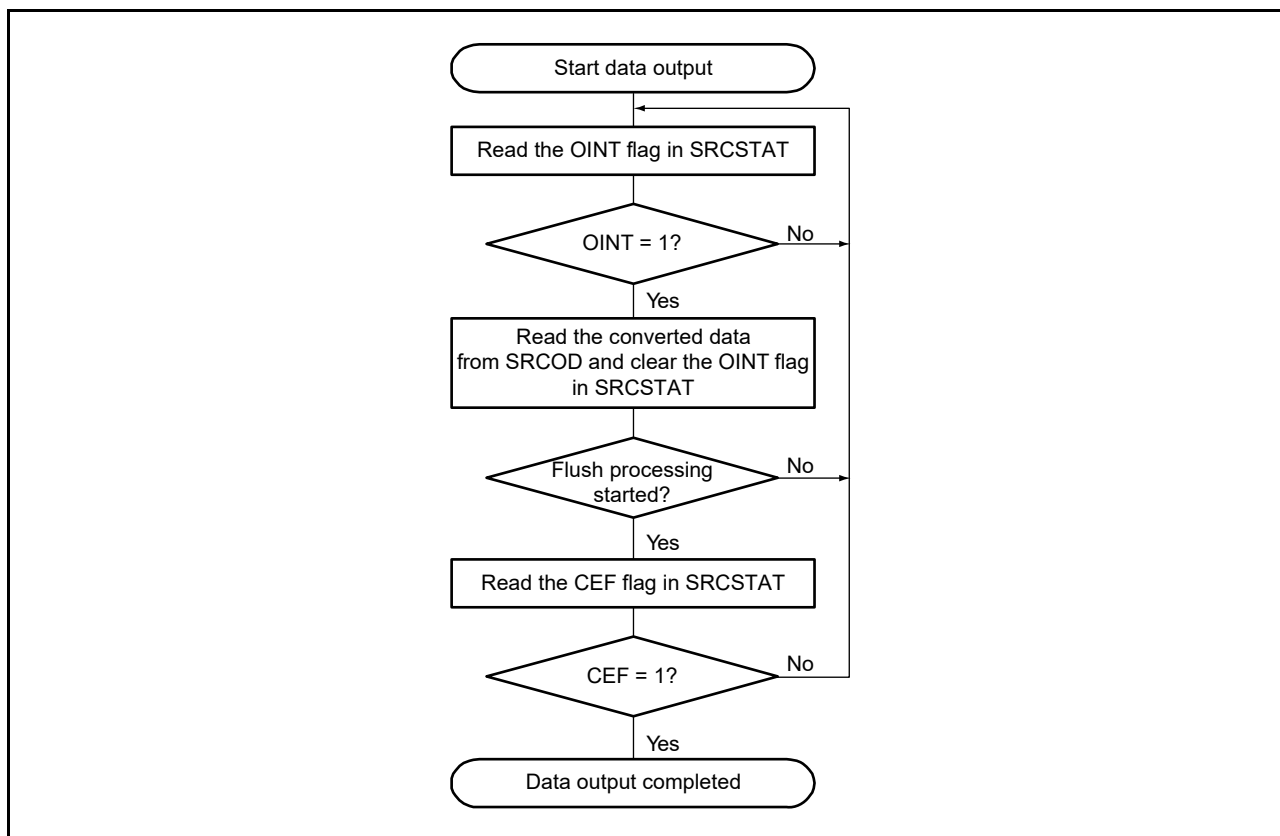 Start data output
Read the OINT flag in SRCSTAT
OINT = 1?
No
Yes
Read the converted data
from SRCOD and clear the OINT flag
in SRCSTAT
Flush processing
started?
No
Yes
Read the CEF flag in SRCSTAT
CEF = 1?
No
Yes
Data output completed